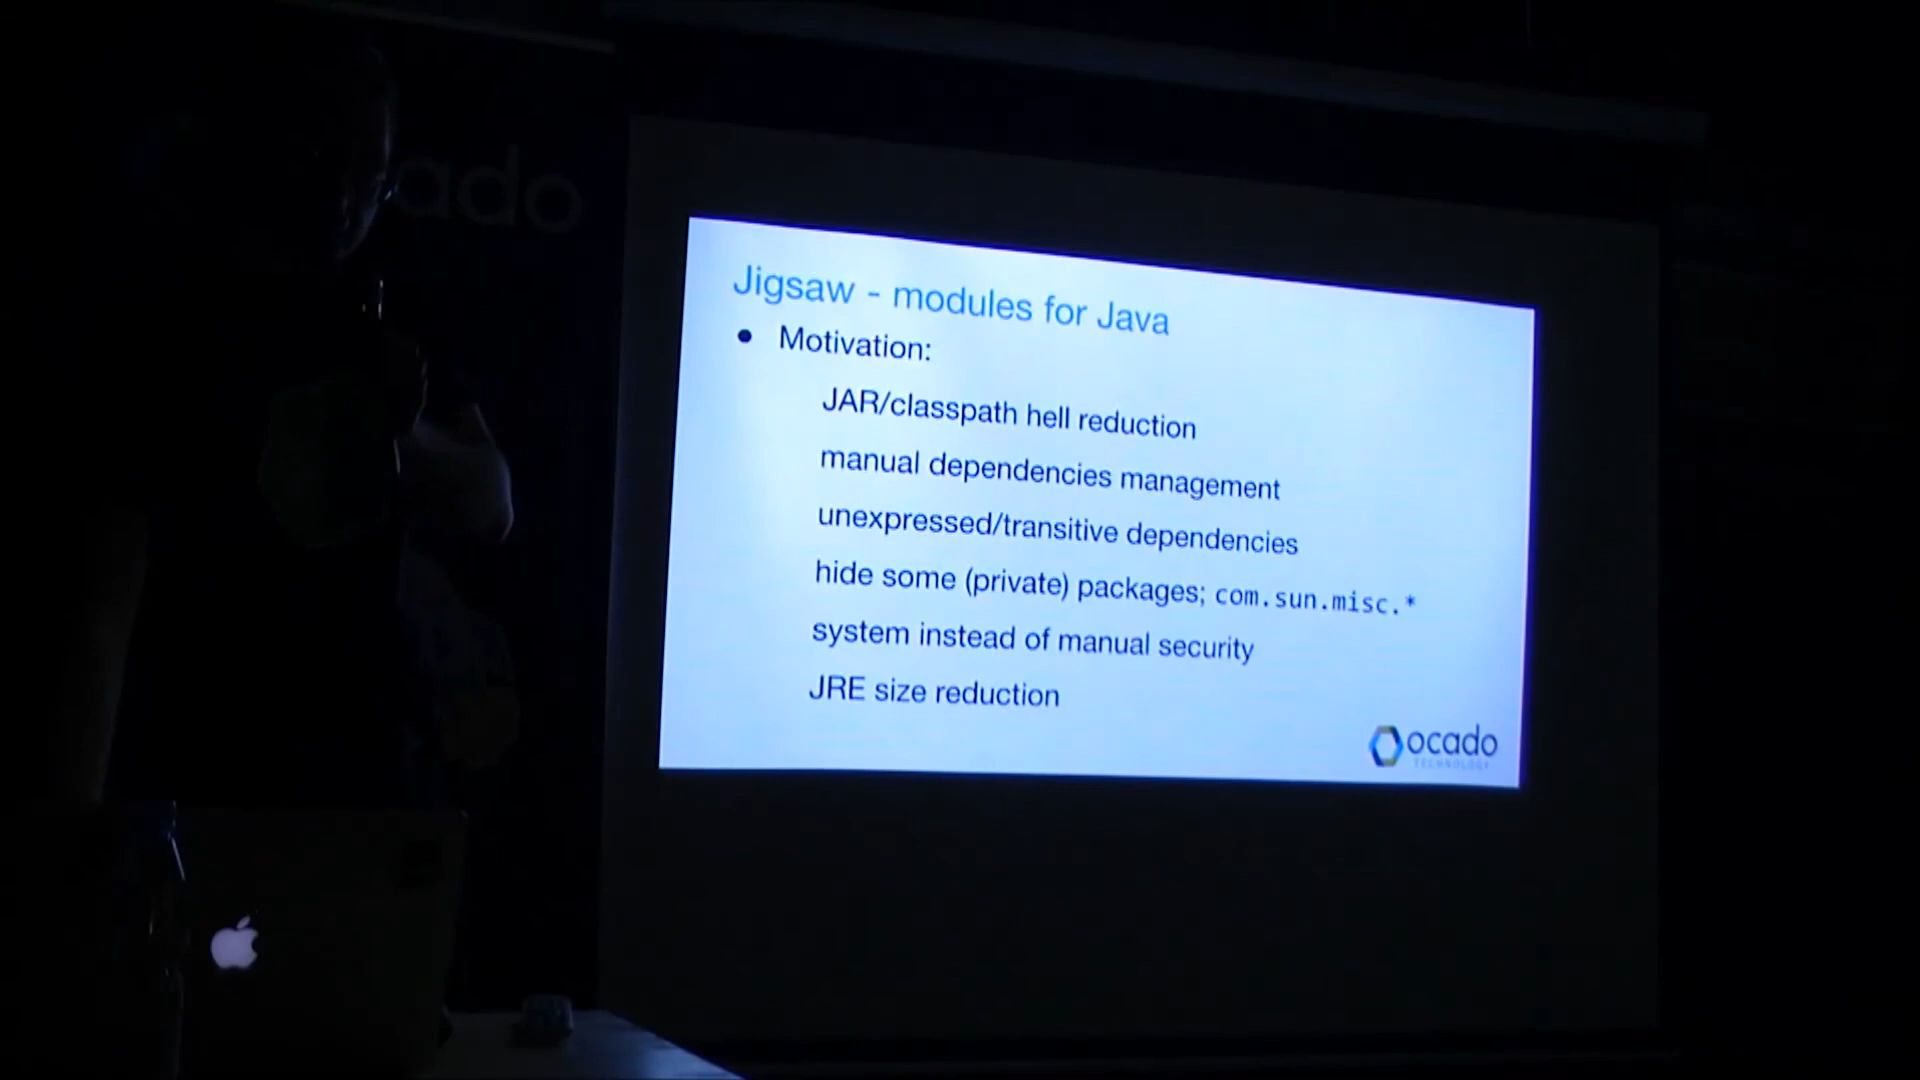 ado
Jigsaw - modules for Java
● Motivation:
JAR/classpath hell reduction
manual dependencies management
unexpressed/transitive dependencies
hide some (private) packages; com.sun.misc.*
system instead of manual security
JRE size reduction
ocado
TECHNOLOGY